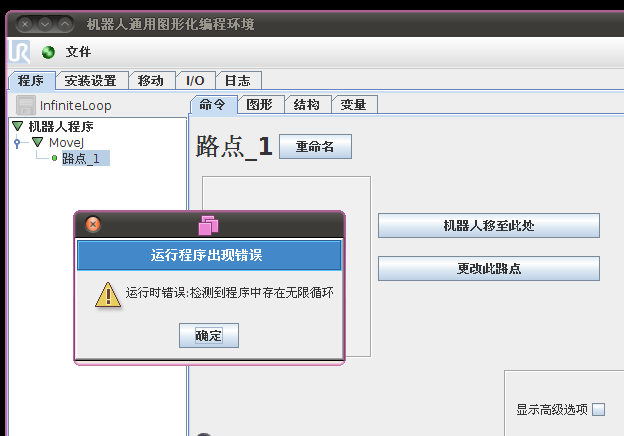 机器人通用图形化编程环境
UR
文件
程序 安装设置 移动 I/O 日志
InfiniteLoop
命令 图形 结构 变量
机器人程序
MoveJ
路点_1
路点_1 重命名
机器人移至此处
更改此路点
运行程序出现错误
运行时错误:检测到程序中存在无限循环
确定
显示高级选项